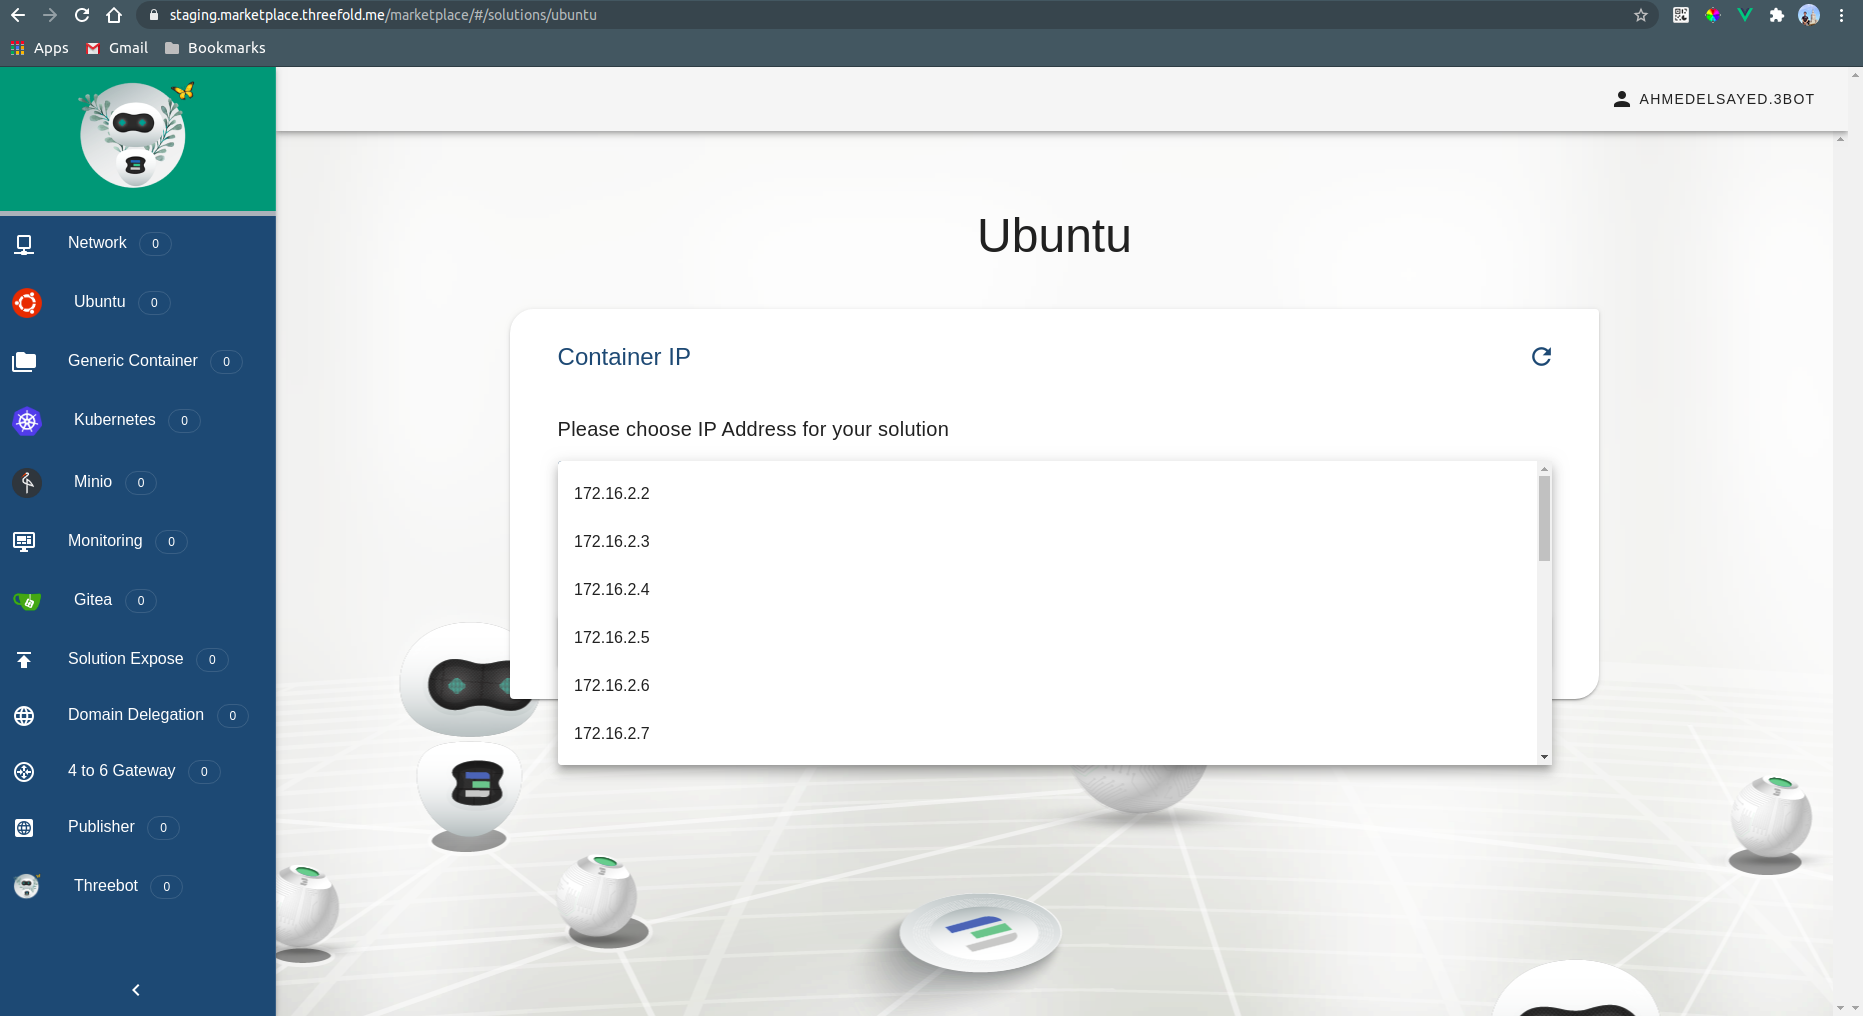 staging.marketplace.threefold.me/marketplace/#/solutions/ubuntu
Apps
Gmail
Bookmarks
AHMEDELSAYED.3BOT
Network 0
Ubuntu 0
Generic Container 0
Kubernetes 0
Minio 0
Monitoring 0
Gitea 0
Solution Expose 0
Domain Delegation 0
4 to 6 Gateway 0
Publisher 0
Threebot 0
Ubuntu
Container IP
Please choose IP Address for your solution
172.16.2.2
172.16.2.3
172.16.2.4
172.16.2.5
172.16.2.6
172.16.2.7